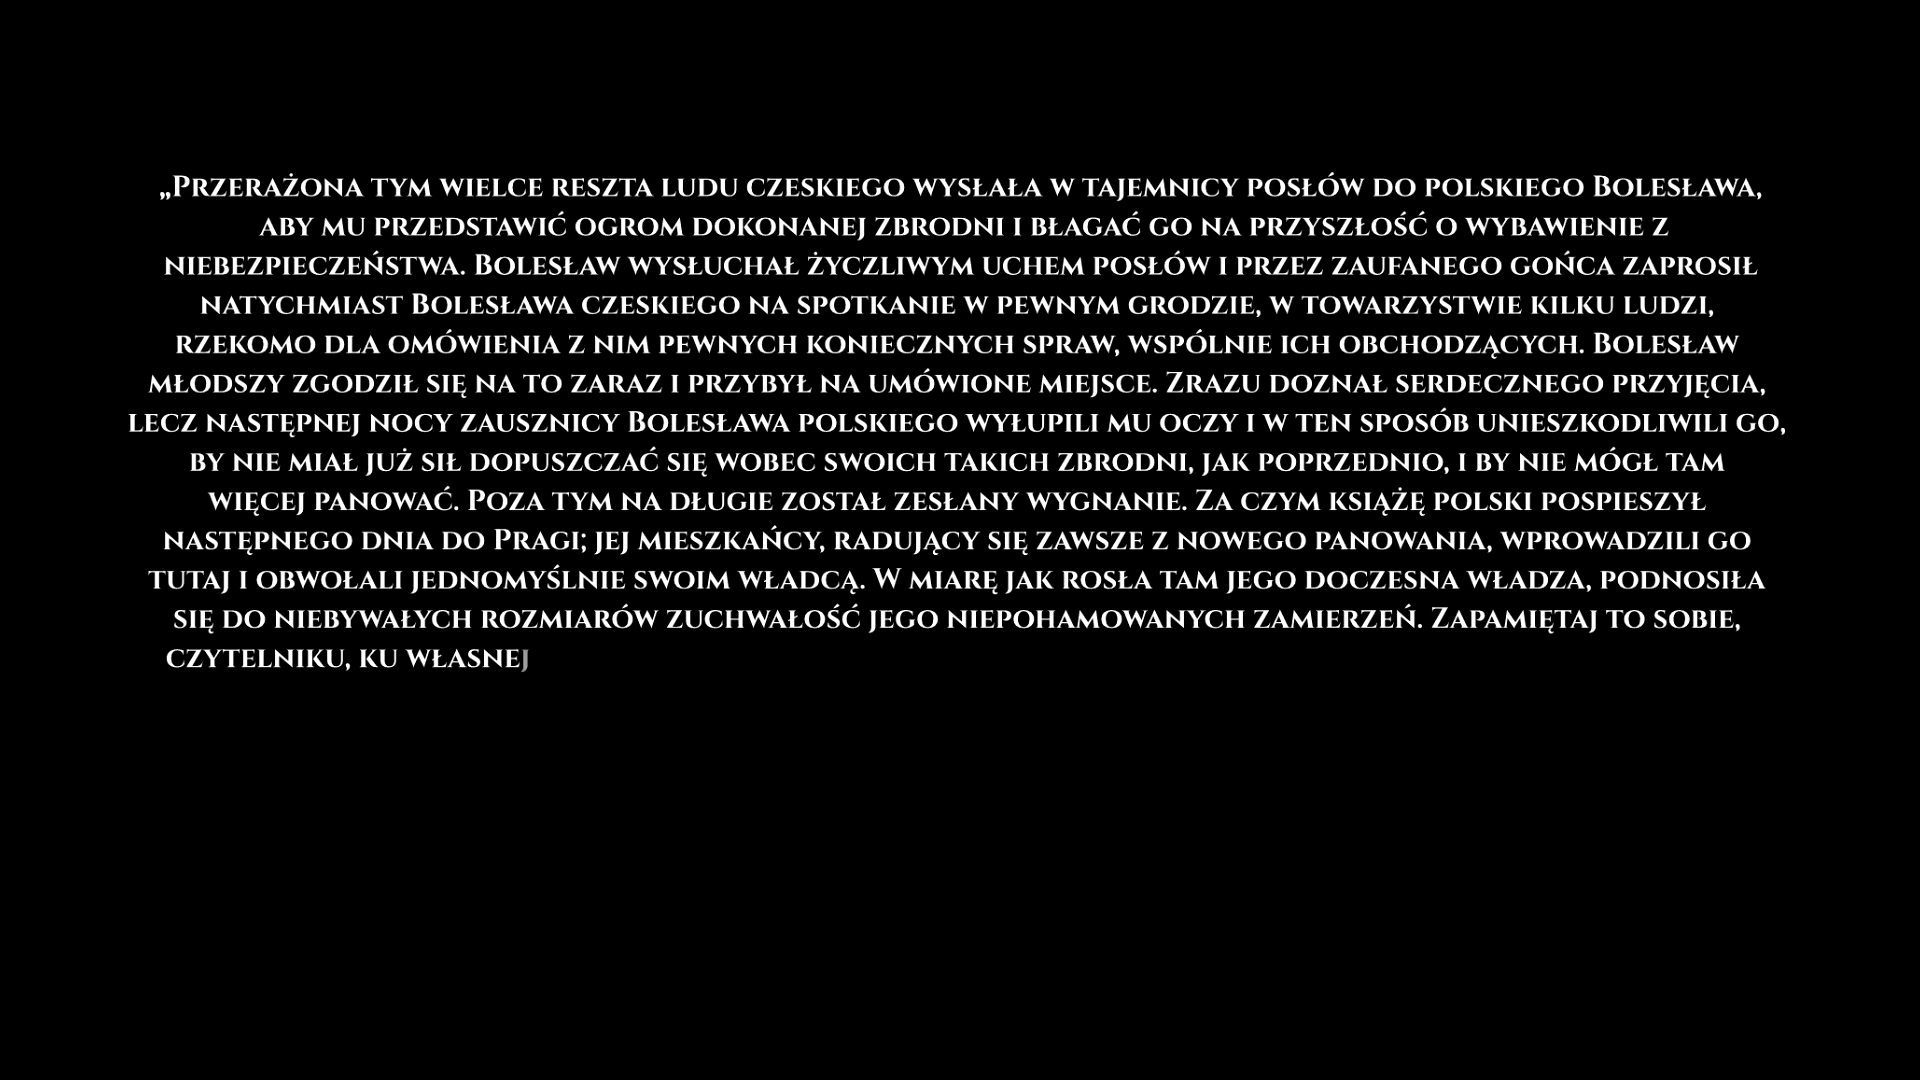 „Przerażona tym wielce reszta ludu czeskiego wysłała w tajemnicy posłów do polskiego Bolesława,
aby mu przedstawić ogrom dokonanej zbrodni i błagać go na przyszłość o wybawienie z
niebezpieczeństwa. Bolesław wysłuchał życzliwym uchem posłów i przez zaufanego gońca zaprosił
natychmiast Bolesława czeskiego na spotkanie w pewnym grodzie, w towarzystwie kilku ludzi,
rzekomo dla omówienia z nim pewnych koniecznych spraw, wspólnie ich obchodzących. Bolesław
młodszy zgodził się na to zaraz i przybył na umówione miejsce. Zrazu doznał serdecznego przyjęcia,
lecz następnej nocy zausznicy Bolesława polskiego wyłupili mu oczy i w ten sposób unieszkodliwili go,
by nie miał już sił dopuszczać się wobec swoich takich zbrodni, jak poprzednio, i by nie mógł tam
więcej panować. Poza tym na długie został zesłany wygnanie. Za czym książę polski pospieszył
następnego dnia do Pragi; jej mieszkańcy, radujący się zawsze z nowego panowania, wprowadzili go
tutaj i obwołali jednomyślnie swoim władcą. W miarę jak rosła tam jego doczesna władza, podnosiła
się do niebywałych rozmiarów zuchwałość jego niepohamowanych zamierzeń. Zapamiętaj to sobie,
czytelniku, ku własnej